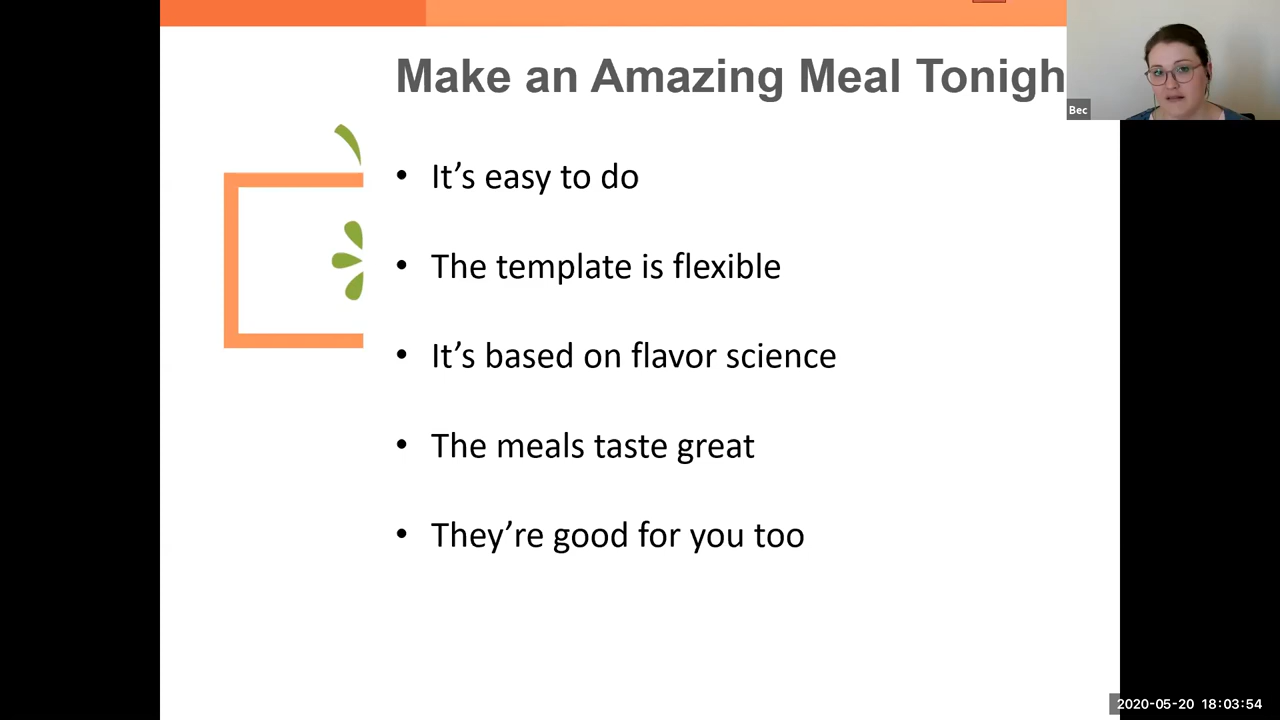 Make an Amazing Meal Tonigh
Bec
• It’s easy to do
• The template is flexible
• It’s based on flavor science
• The meals taste great
• They’re good for you too
2020-05-20 18:03:54